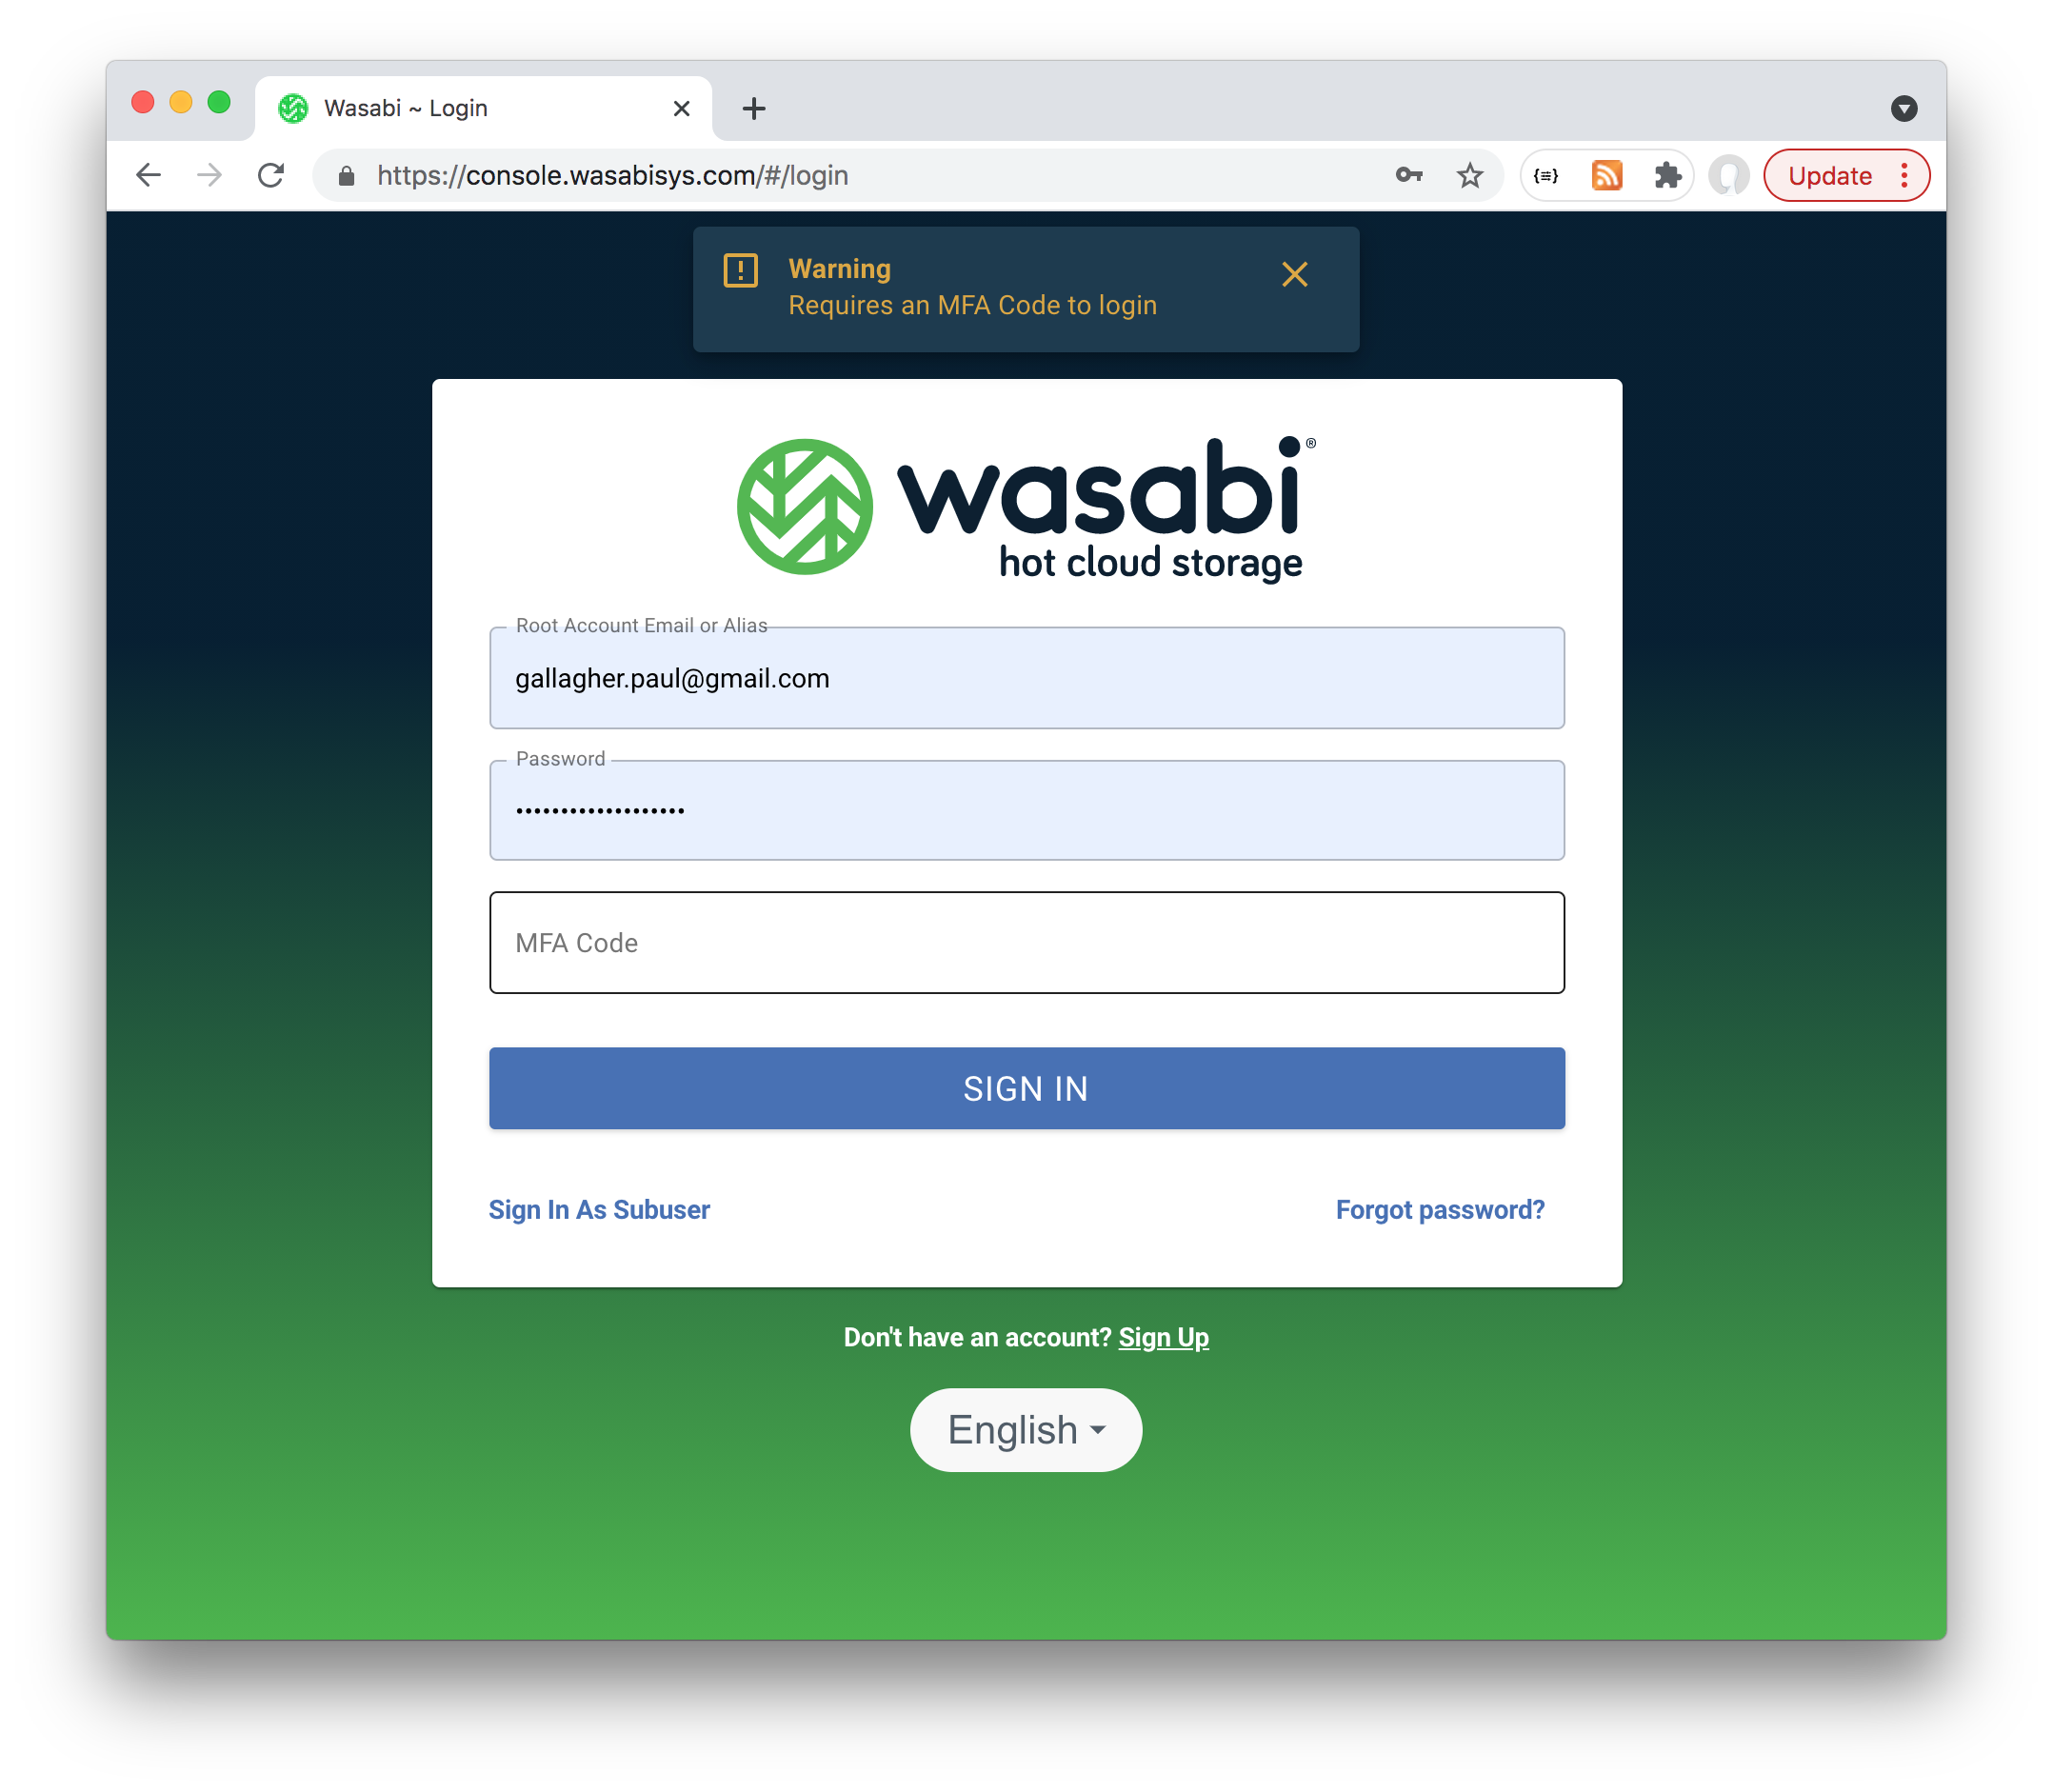 Wasabi ~ Login
https://console.wasabisys.com/#/login
Update
Warning
Requires an MFA Code to login
wasabi®
hot cloud storage
Root Account Email or Alias
gallagher.paul@gmail.com
Password
•••••••••••••••••••
MFA Code
SIGN IN
Sign In As Subuser
Forgot password?
Don't have an account? Sign Up
English